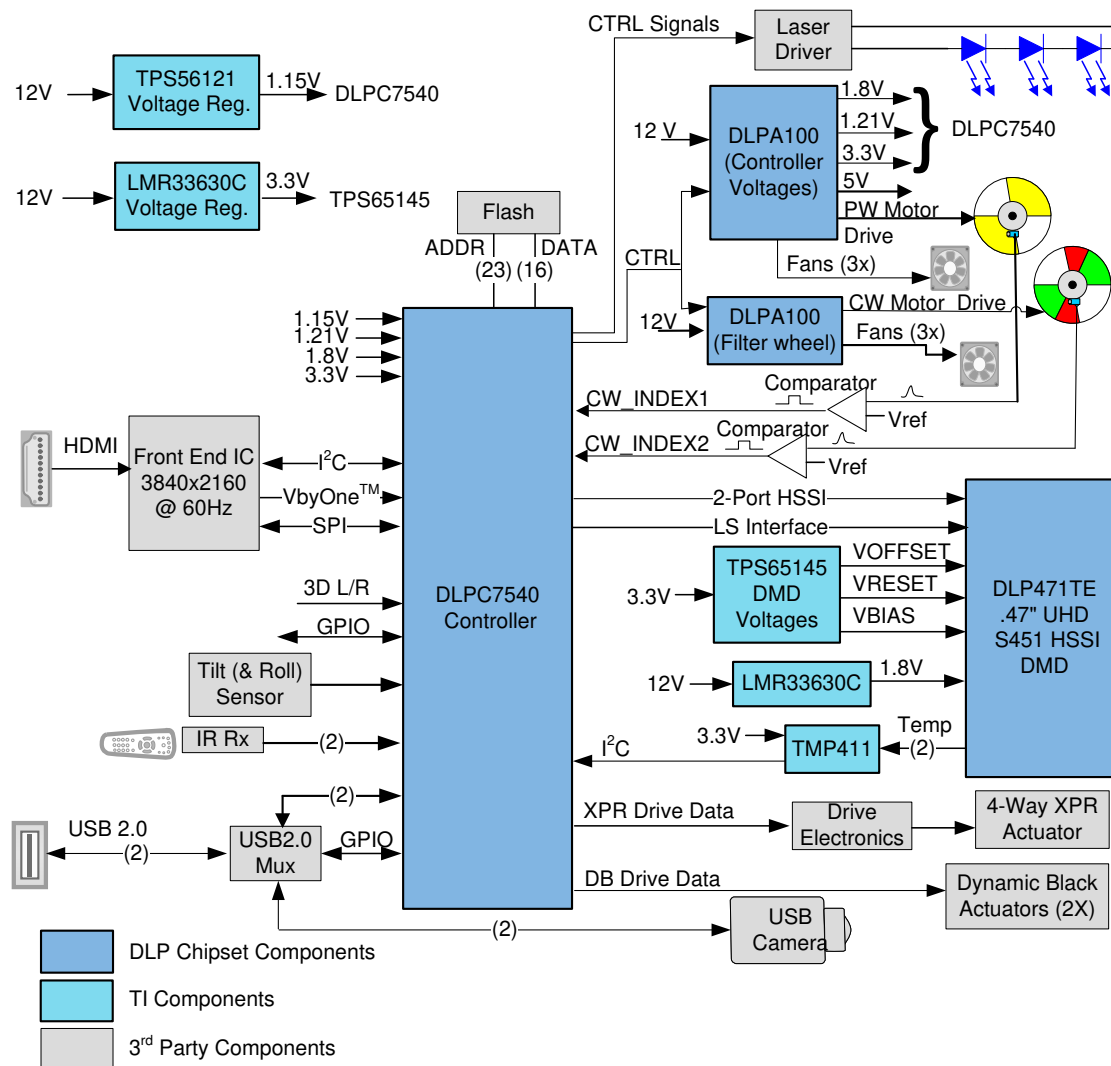 CTRL Signals
Laser
Driver
12V
TPS56121
Voltage Reg.
1.15V
DLPC7540
12V
LMR33630C
Voltage Reg.
3.3V
TPS65145
12 V
DLPA100
(Controller
Voltages)
1.8V
1.21V
3.3V
DLPC7540
5V
PW Motor
Drive
Fans (3x)
Flash
ADDR
(23)
DATA
(16)
CTRL
12V
DLPA100
(Filter wheel)
CW Motor Drive
Fans (3x)
1.15V
1.21V
1.8V
3.3V
Comparator
CW_INDEX1
Vref
Comparator
CW_INDEX2
Vref
HDMI
Front End IC
3840x2160
@ 60Hz
I2C
VbyOneTM
SPI
DLPC7540
Controller
2-Port HSSI
LS Interface
3D L/R
GPIO
3.3V
TPS65145
DMD
Voltages
VOFFSET
VRESET
VBIAS
DLP471TE
.47" UHD
S451 HSSI
DMD
Tilt (& Roll)
Sensor
12V
LMR33630C
1.8V
IR Rx
(2)
I2C
3.3V
TMP411
Temp
(2)
(2)
USB 2.0
(2)
USB2.0
Mux
GPIO
XPR Drive Data
Drive
Electronics
4-Way XPR
Actuator
DB Drive Data
Dynamic Black
Actuators (2X)
(2)
USB
Camera
DLP Chipset Components
TI Components
3rd Party Components